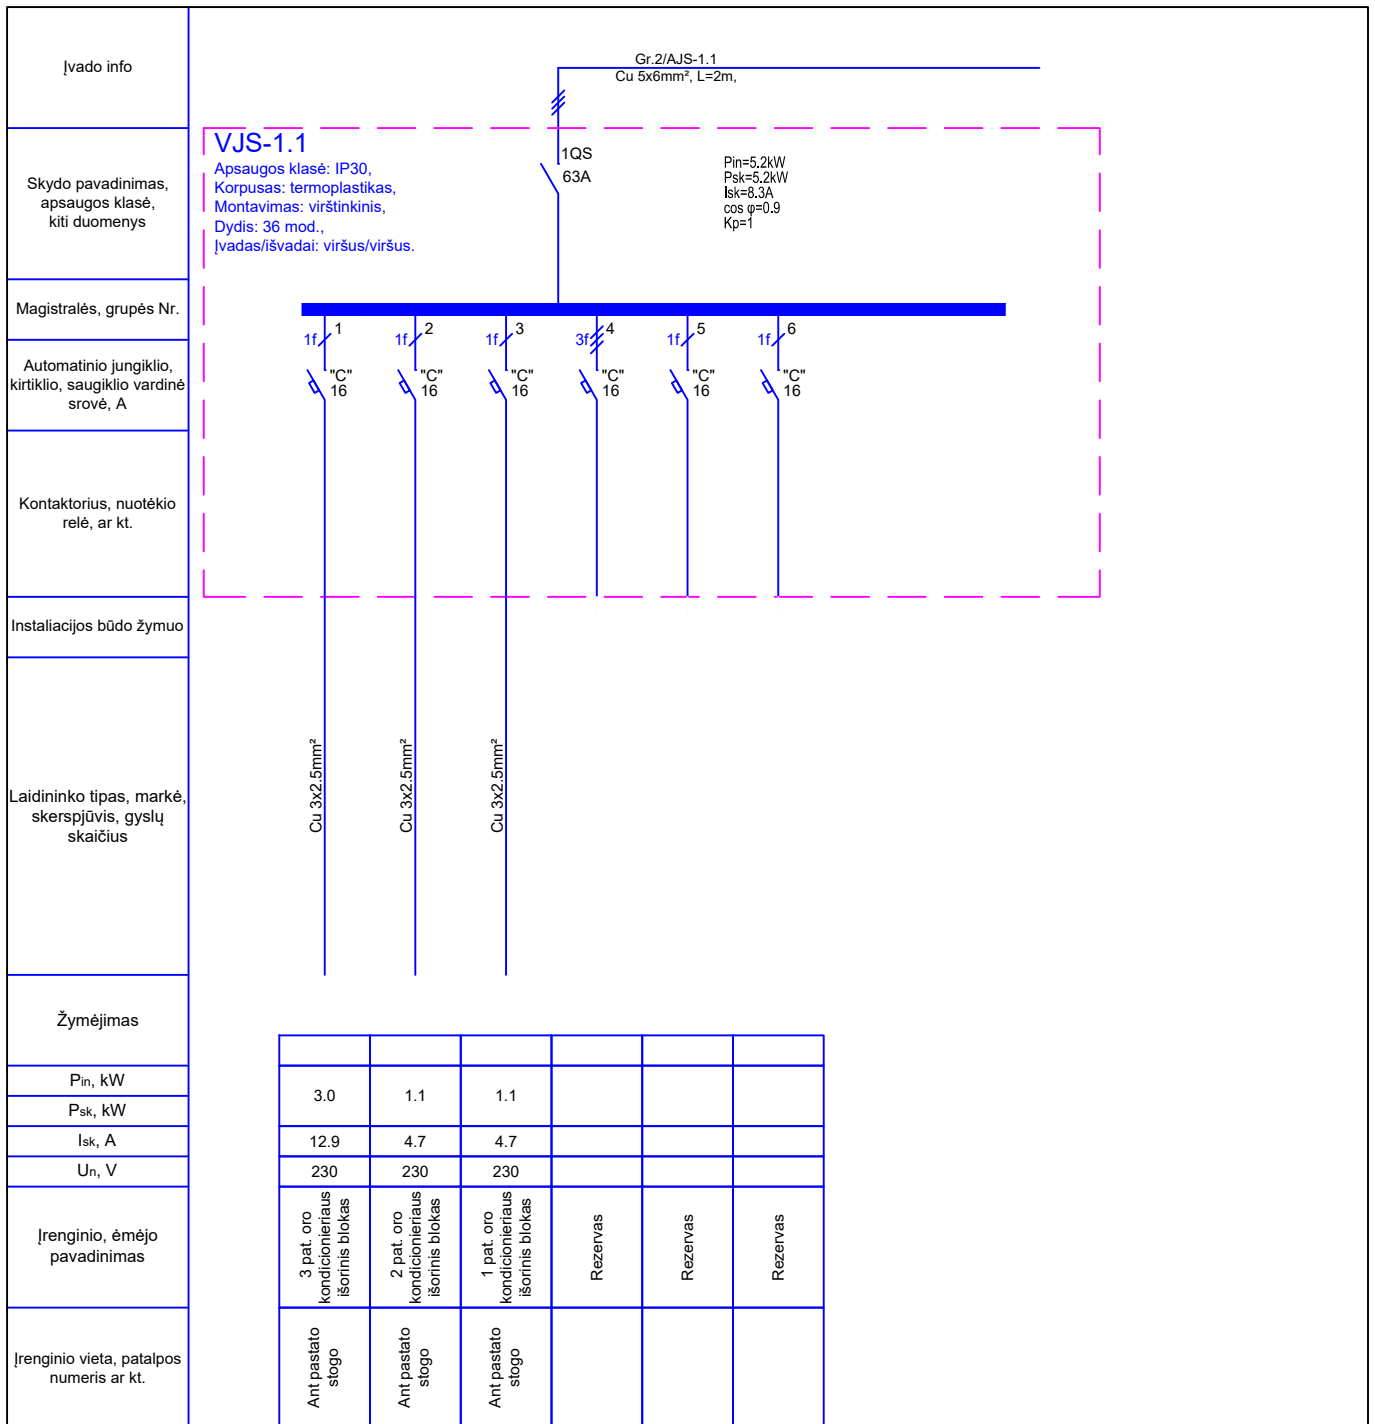 Įvado info
Gr.2/AJS-1.1
Cu 5x6mm², L=2m,
Skydo pavadinimas,
apsaugos klasė,
kiti duomenys
VJS-1.1
Apsaugos klasė: IP30,
Korpusas: termoplastikas,
Montavimas: virštinkinis,
Dydis: 36 mod.,
Įvadas/išvadai: viršus/viršus.
1QS
63A
Pin=5.2kW
Psk=5.2kW
Isk=8.3A
cos φ=0.9
Kp=1
Magistralės, grupės Nr.
1f 1
1f 2
1f 3
3f 4
1f 5
1f 6
Automatinio jungiklio,
kirtiklio, saugiklio vardinė
srovė, A
"C"
16
"C"
16
"C"
16
"C"
16
"C"
16
"C"
16
Kontaktorius, nuotėkio
relė, ar kt.
Instaliacijos būdo žymuo
Laidininko tipas, markė,
skerspjūvis, gyslų
skaičius
Cu 3x2.5mm²
Cu 3x2.5mm²
Cu 3x2.5mm²
Žymėjimas
Pin, kW
Psk, kW
3.0 1.1 1.1
Isk, A 12.9 4.7 4.7
Un, V 230 230 230
Įrenginio, ėmėjo
pavadinimas
3 pat. oro
kondicionieriaus
išorinis blokas
2 pat. oro
kondicionieriaus
išorinis blokas
1 pat. oro
kondicionieriaus
išorinis blokas
Rezervas
Rezervas
Rezervas
Įrenginio vieta, patalpos
numeris ar kt.
Ant pastato
stogo
Ant pastato
stogo
Ant pastato
stogo